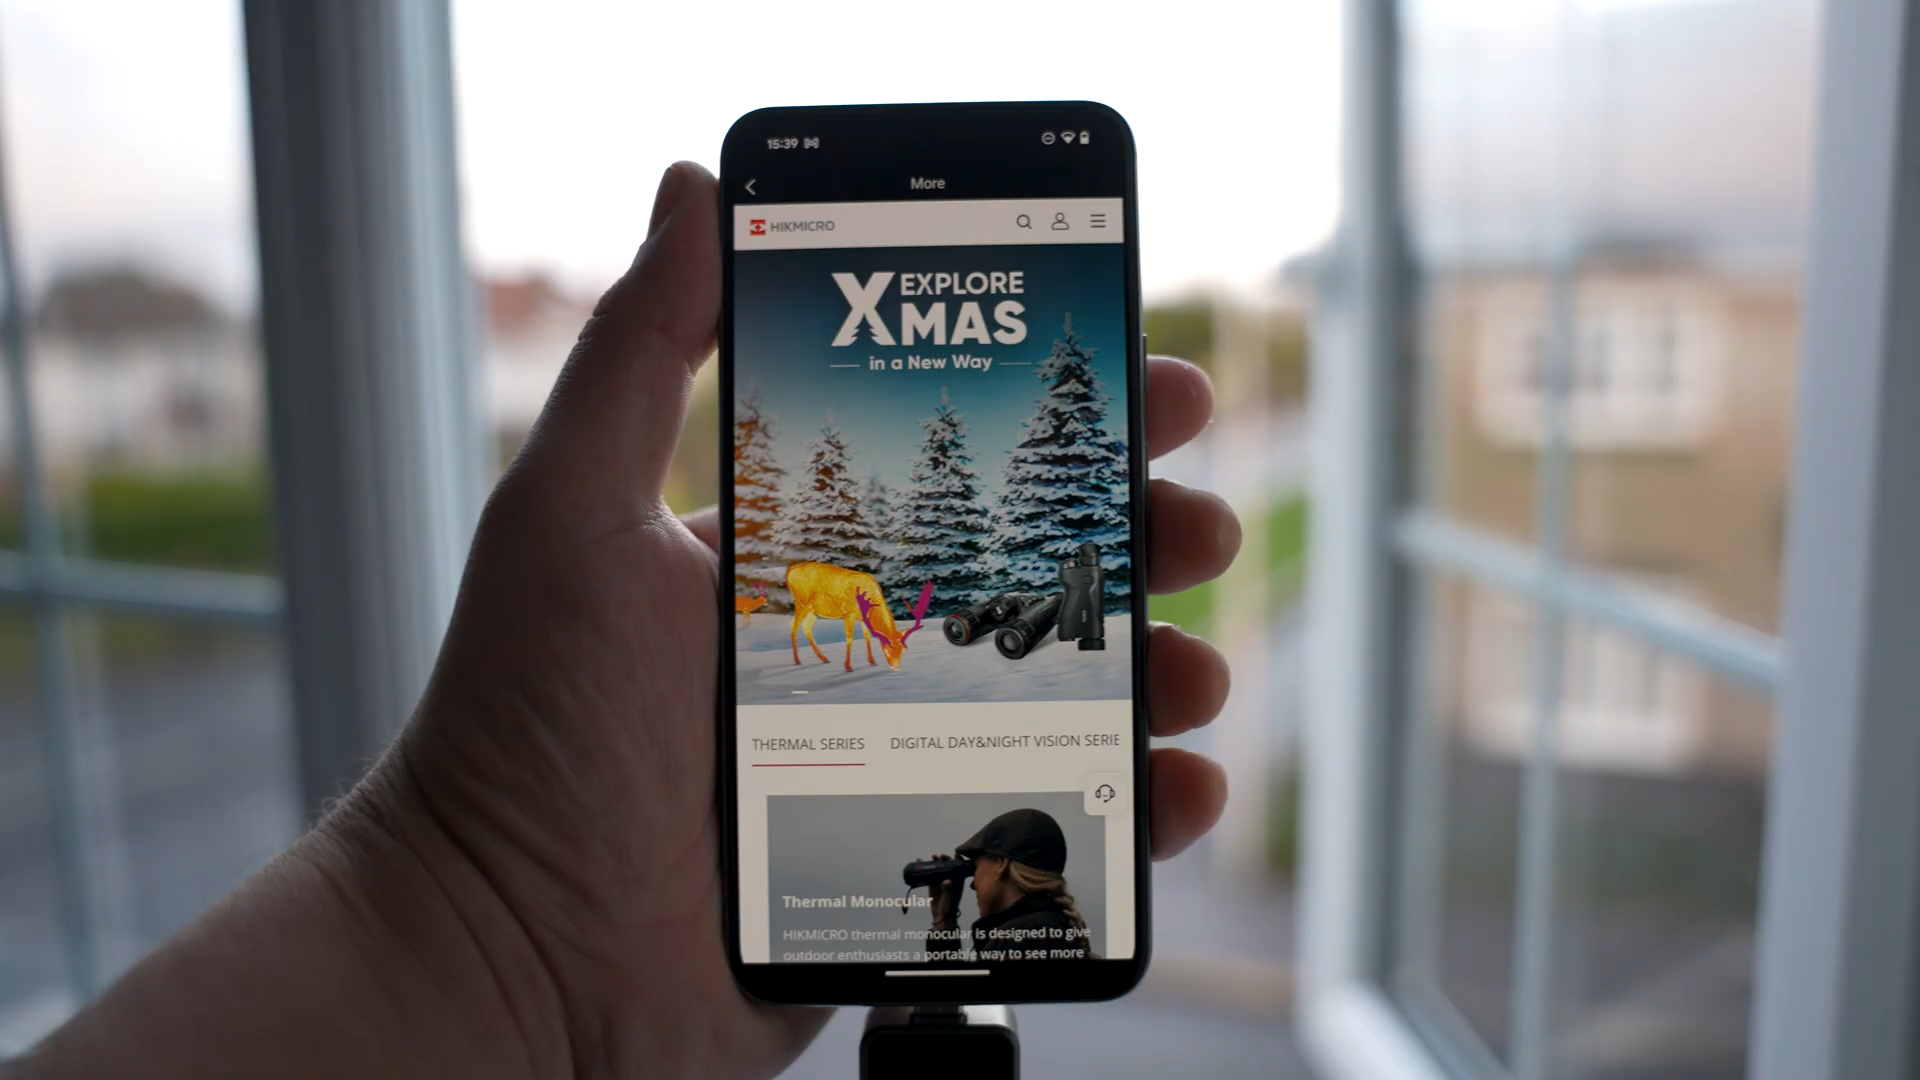 15:39
More
HIKMICRO
EXPLORE
XMAS
in a New Way
THERMAL SERIES DIGITAL DAY&NIGHT VISION SERIE
Thermal Monocular
HIKMICRO thermal monocular is designed to give
outdoor enthusiasts a portable way to see more